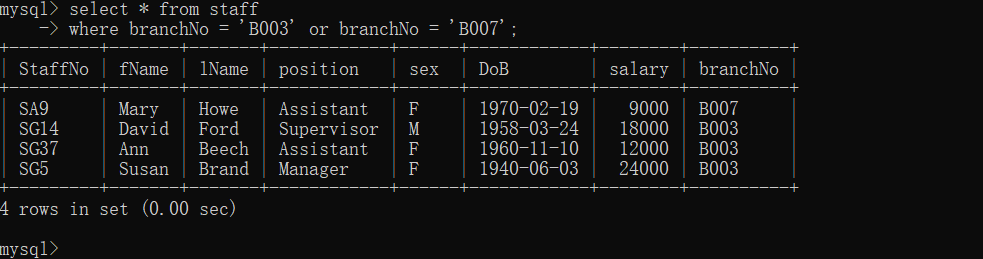 mysql> select * from staff
    -> where branchNo = 'B003' or branchNo = 'B007';
+---------+-------+-------+------------+------+------------+--------+----------+
| StaffNo | fName | lName | position   | sex  | DoB        | salary | branchNo |
+---------+-------+-------+------------+------+------------+--------+----------+
| SA9     | Mary  | Howe  | Assistant  | F    | 1970-02-19 |   9000 | B007     |
| SG14    | David | Ford  | Supervisor | M    | 1958-03-24 |  18000 | B003     |
| SG37    | Ann   | Beech | Assistant  | F    | 1960-11-10 |  12000 | B003     |
| SG5     | Susan | Brand | Manager    | F    | 1940-06-03 |  24000 | B003     |
+---------+-------+-------+------------+------+------------+--------+----------+
4 rows in set (0.00 sec)

mysql>